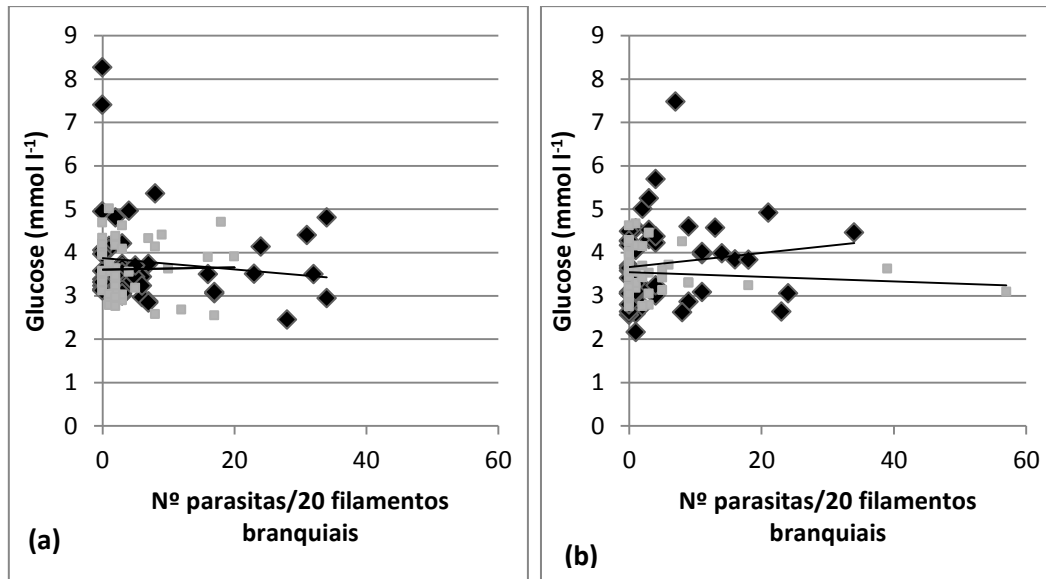 9
8
7
6
5
4
3
2
1
0
Glucose (mmol l⁻¹)
0 20 40 60
Nº parasitas/20 filamentos
branquiais
(a)
9
8
7
6
5
4
3
2
1
0
Glucose (mmol l⁻¹)
0 20 40 60
Nº parasitas/20 filamentos
branquiais
(b)